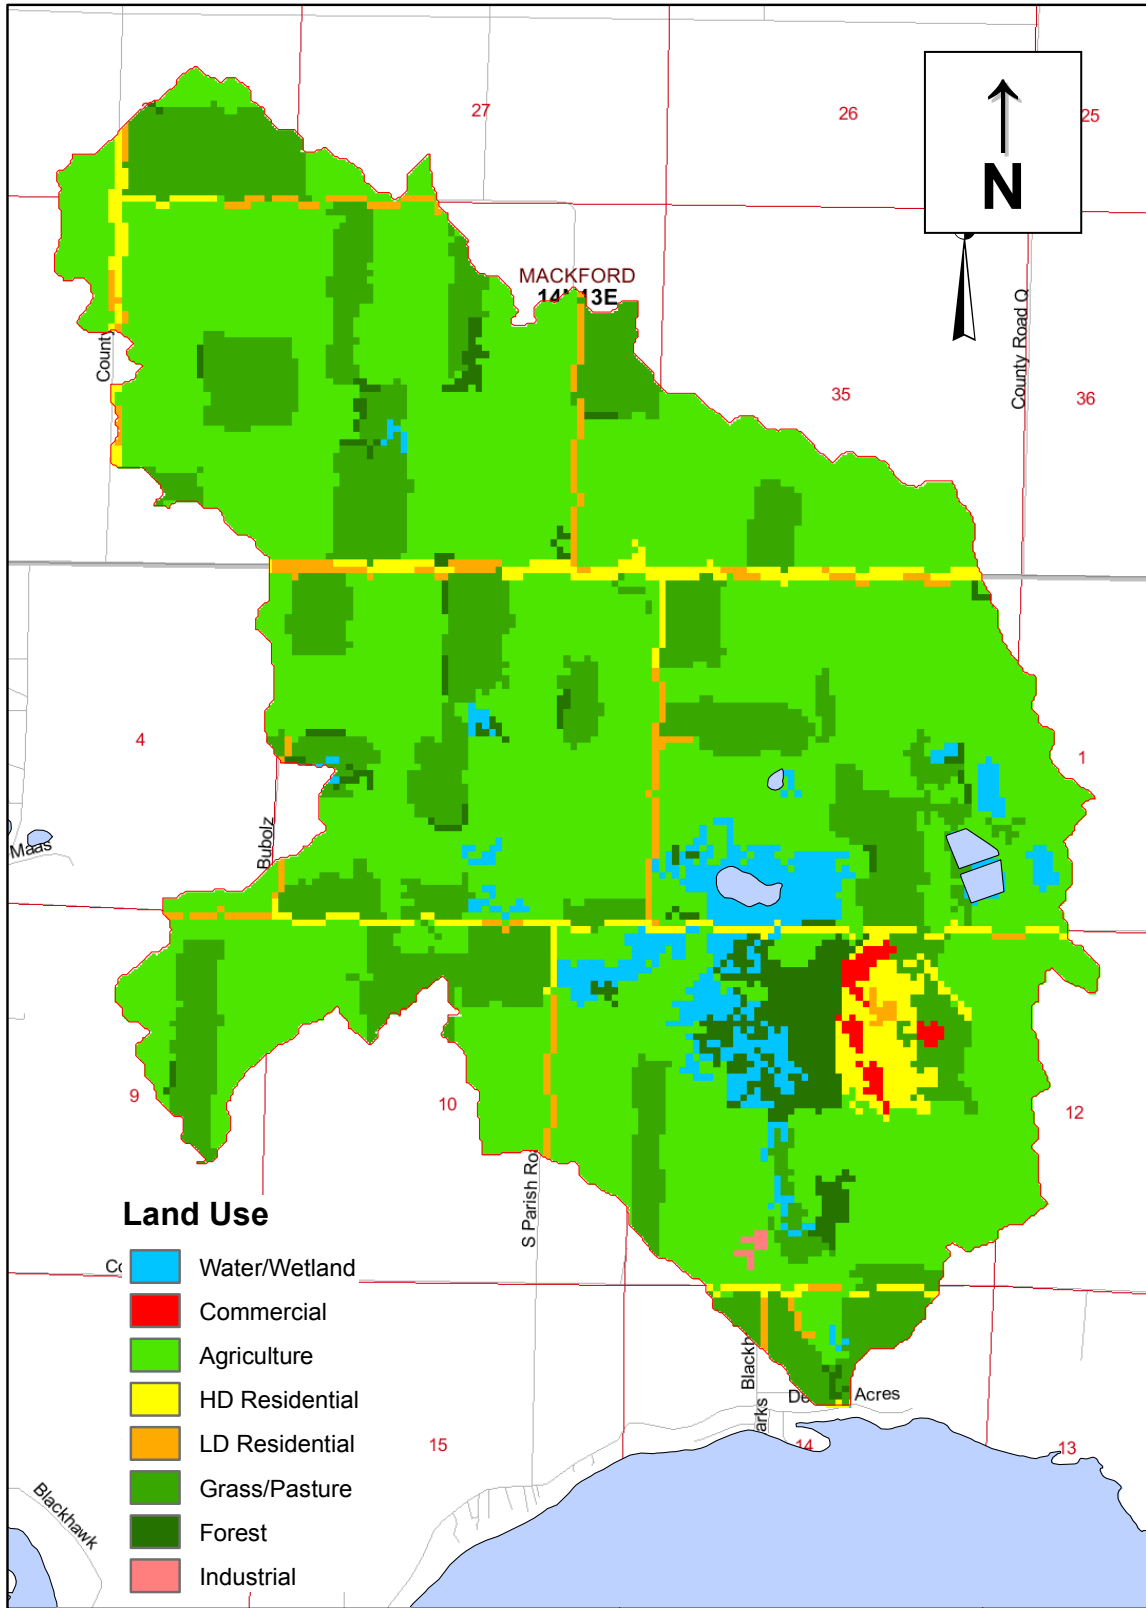 27
26
25
N
MACKFORD
County Road Q
County
35
36
4
1
Maas
Bubolz
9
10
12
S Parish
Land Use
Water/Wetland
Commercial
Agriculture
HD Residential
LD Residential
Grass/Pasture
Forest
Industrial
Acres
15
14
13
Blackhawk